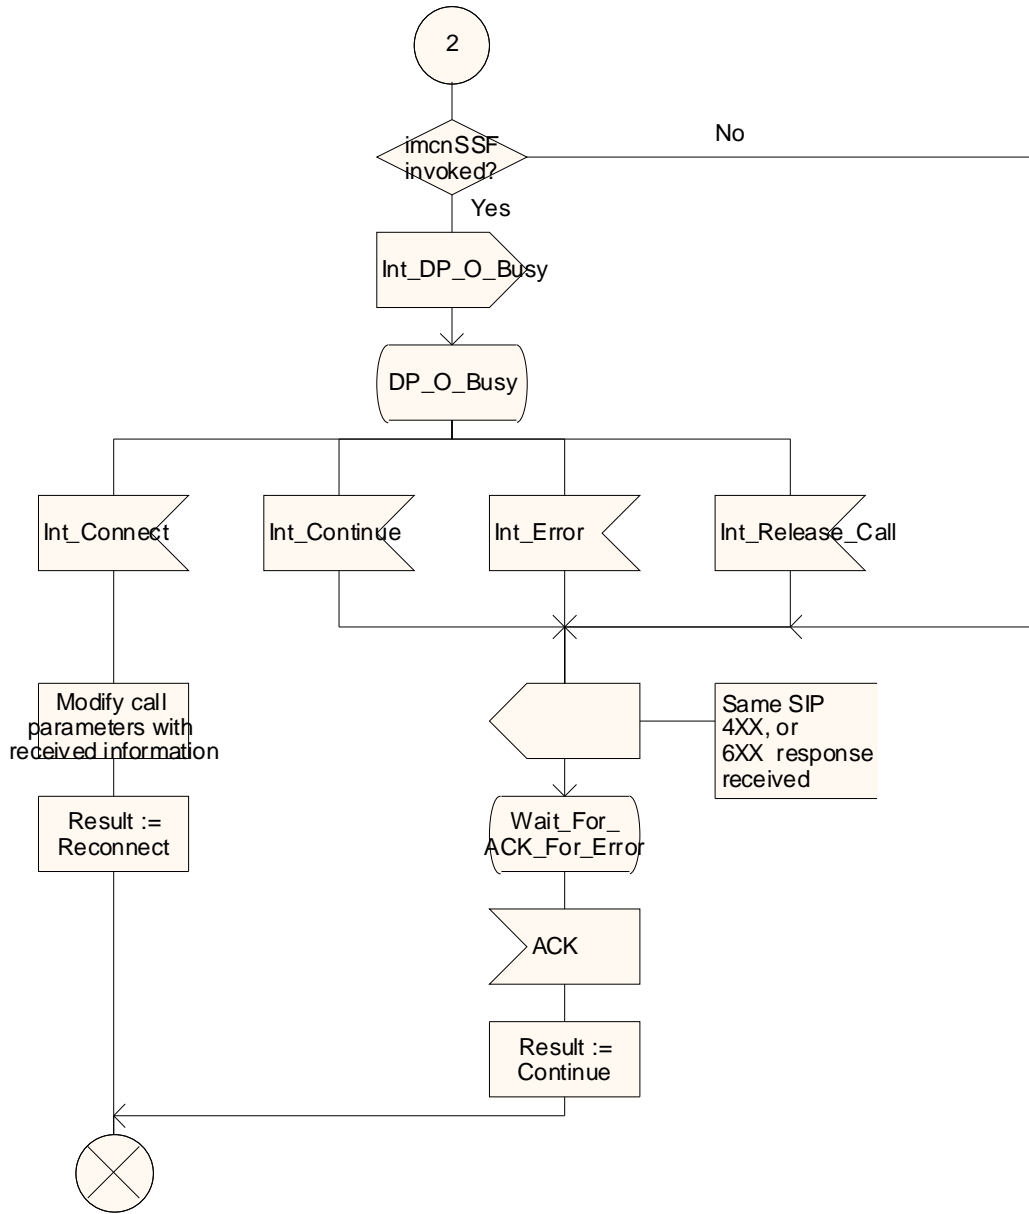 2
imcnSSF
invoked?
No
Yes
Int_DP_O_Busy
DP_O_Busy
Int_Connect
Int_Continue
Int_Error
Int_Release_Call
Modify call
parameters with
received information
Same SIP
4XX, or
6XX response
received
Result :=
Reconnect
Wait_For_
ACK_For_Error
ACK
Result :=
Continue